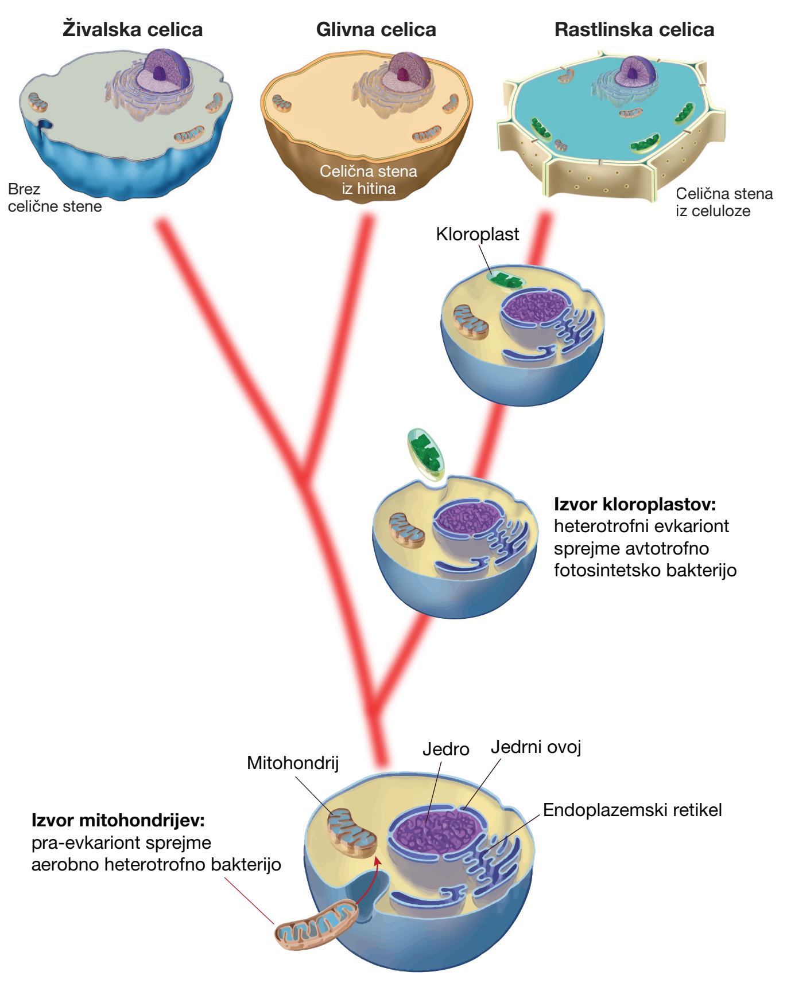 Živalska celica
Glivna celica
Rastlinska celica
Brez
celične stene
Celična stena
iz hitina
Celična stena
iz celuloze
Kloroplast
Izvor kloroplastov:
heterotrofni evkariont
sprejme avtotrofno
fotosintetsko bakterijo
Mitohondrij
Jedro
Jedrni ovoj
Endoplazemski retikel
Izvor mitohondrijev:
pra-evkariont sprejme
aerobno heterotrofno bakterijo